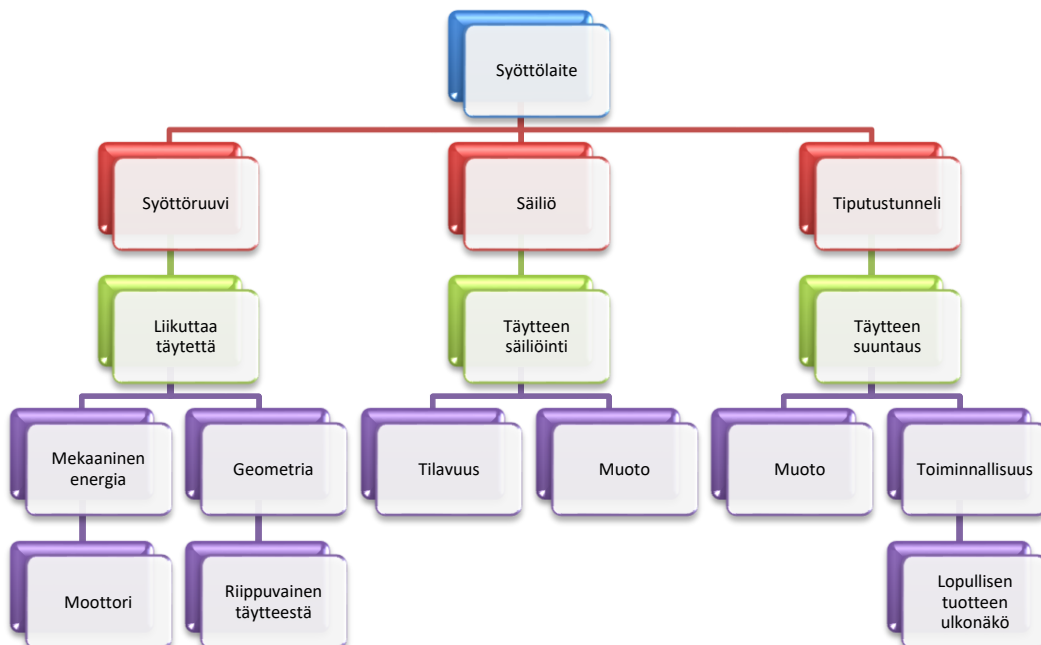 Syöttölaite
Syöttöruuvi
Säiliö
Tiputustunneli
Liikuttaa
täytettä
Täytteen
säiliöinti
Täytteen
suuntaus
Mekaaninen
energia
Geometria
Tilavuus
Muoto
Muoto
Toiminnallisuus
Moottori
Riippuvainen
täytteestä
Lopullisen
tuotteen
ulkonäkö